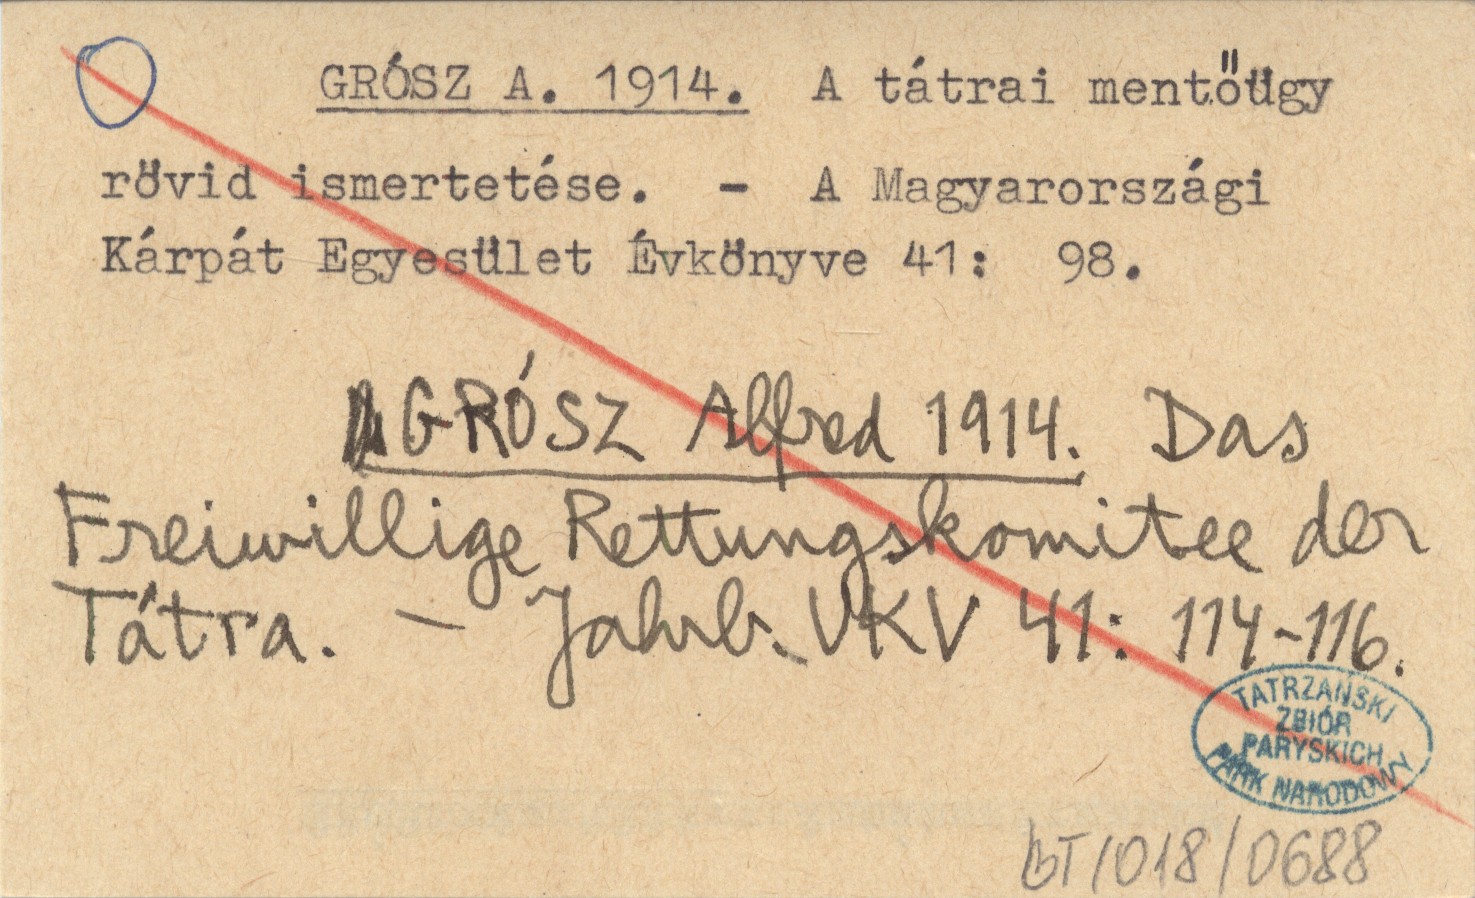 GRÓSZ A. 1914. A tátrai mentőügy
rövid ismertetése. - A Magyarországi
Kárpát Egyesület Évkönyve 41: 98.
GRÓSZ Alfred 1914. Das
Freiwillige Rettungskomitee der
Tátra. - Jahrb. VKV 41: 114-116.
TATRZAŃSKI
ZBIÓR
PARYSKICH
PARK NARODOWY
bT/018/0688